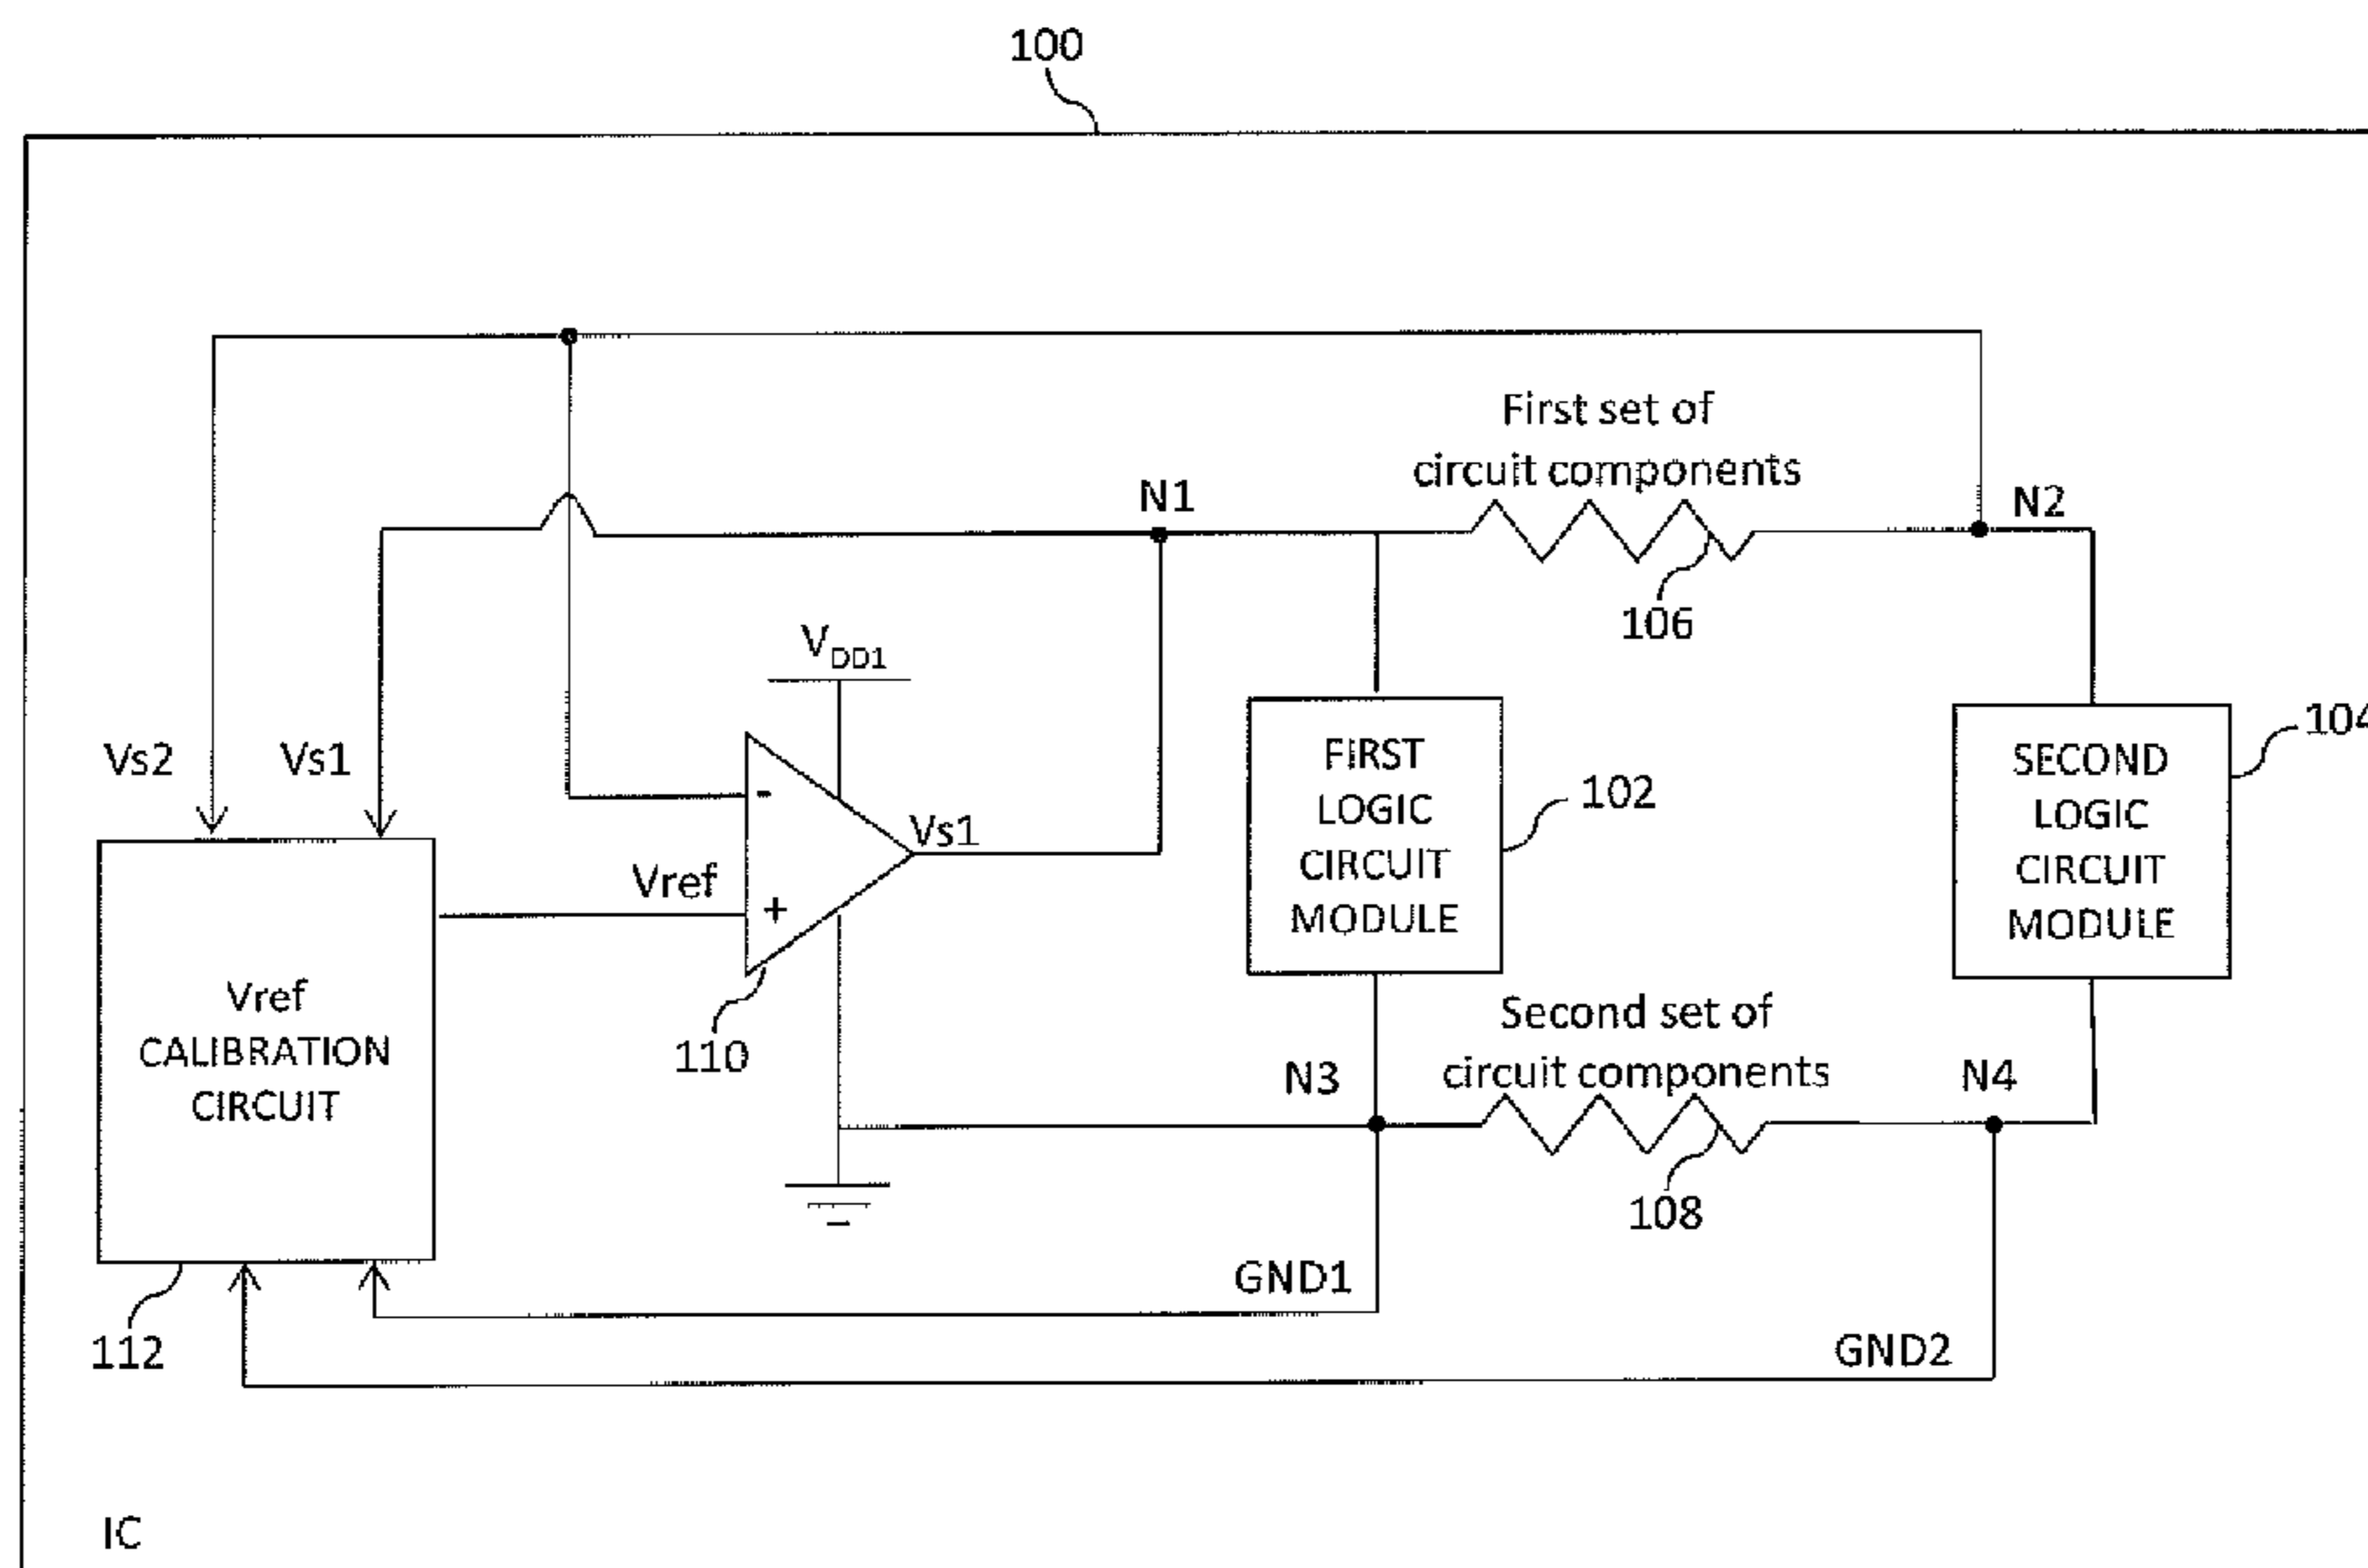 100
First set of
circuit components
N1
N2
106
VDD1
Vs2
Vs1
-
Vs1
Vref
+
110
FIRST
LOGIC
CIRCUIT
MODULE
102
SECOND
LOGIC
CIRCUIT
MODULE
104
Vref
CALIBRATION
CIRCUIT
112
Second set of
circuit components
N3
N4
108
GND1
GND2
IC